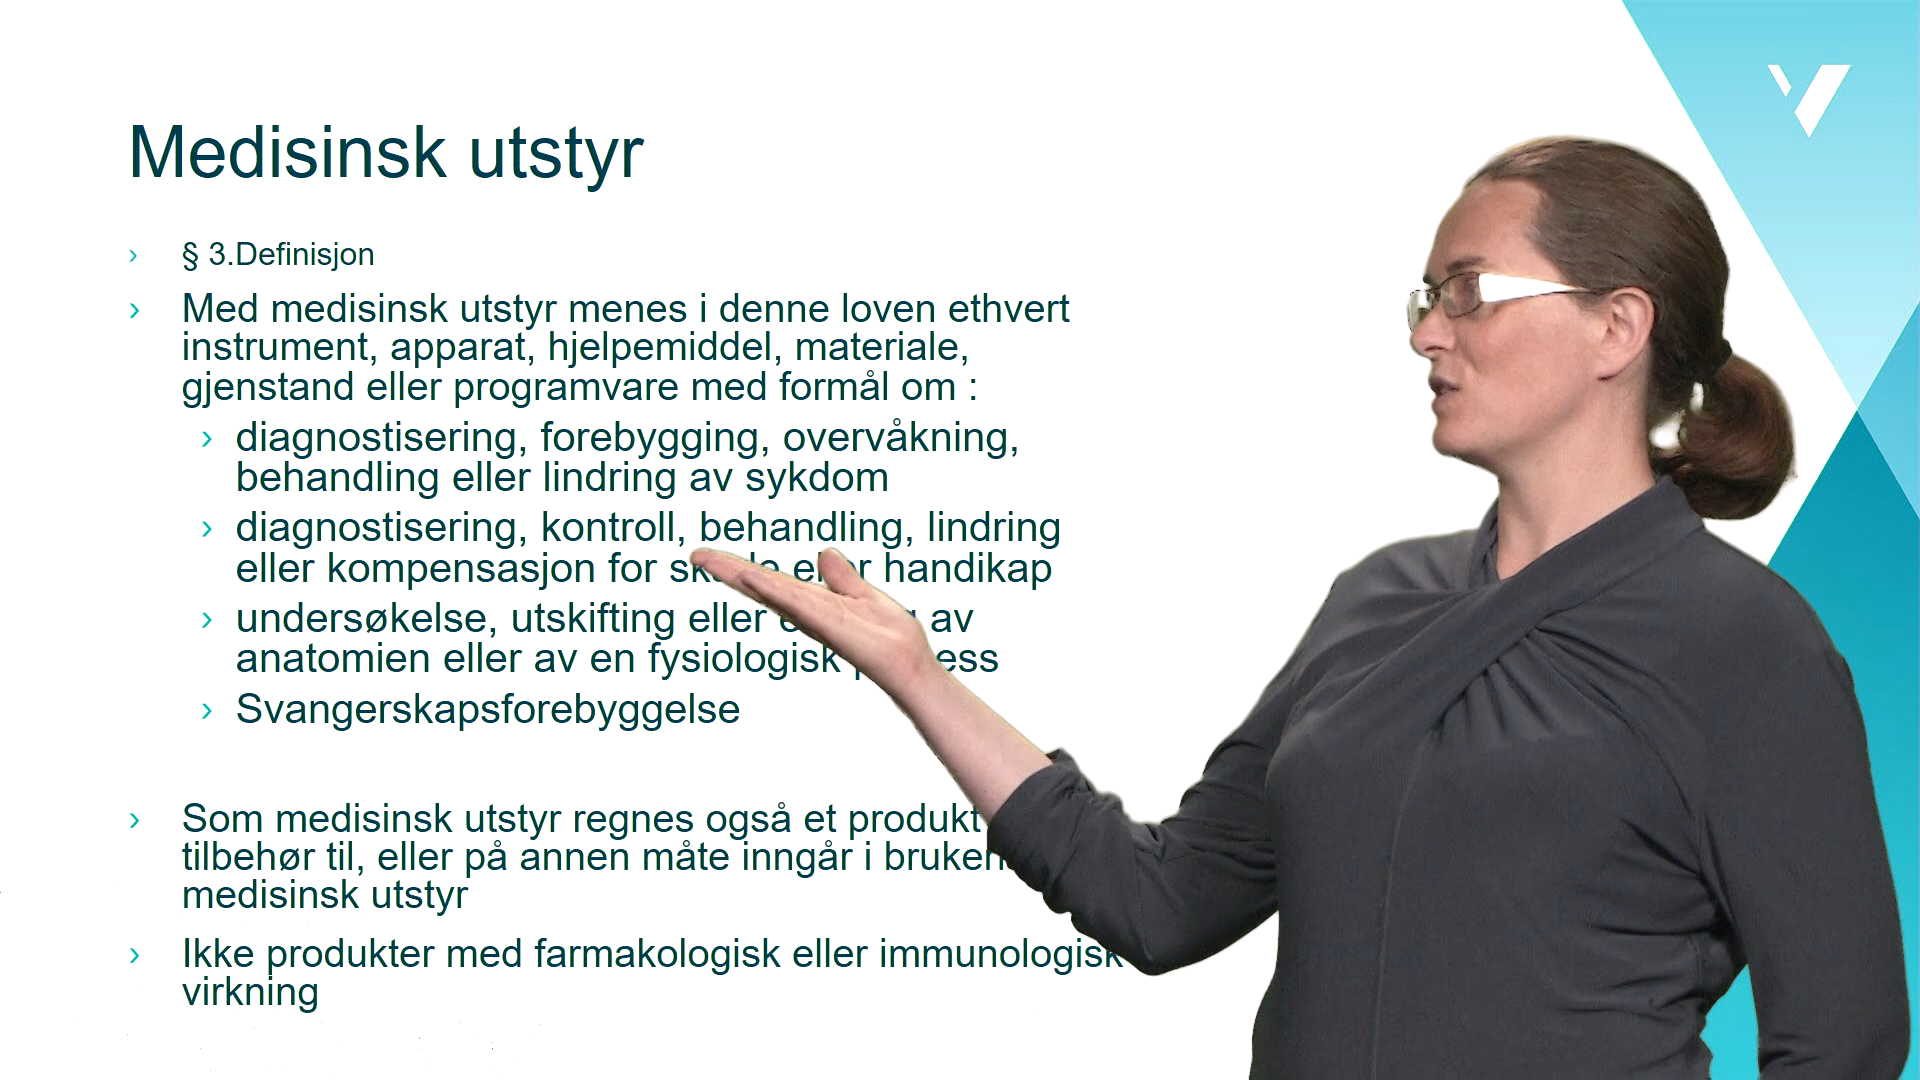 Medisinsk utstyr
§ 3.Definisjon
Med medisinsk utstyr menes i denne loven ethvert
instrument, apparat, hjelpemiddel, materiale,
gjenstand eller programvare med formål om :
diagnostisering, forebygging, overvåkning,
behandling eller lindring av sykdom
diagnostisering, kontroll, behandling, lindring
eller kompensasjon for eller handikap
undersøkelse, utskifting eller av
anatomien eller av en fysiologisk
Svangerskapsforebyggelse
Som medisinsk utstyr regnes også et produkt
tilbehør til, eller på annen måte inngår i
medisinsk utstyr
Ikke produkter med farmakologisk eller immunologisk
virkning